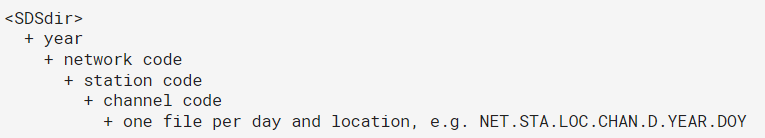 <SDSdir>
+ year
+ network code
+ station code
+ channel code
+ one file per day and location, e.g. NET.STA.LOC.CHAN.D.YEAR.DOY